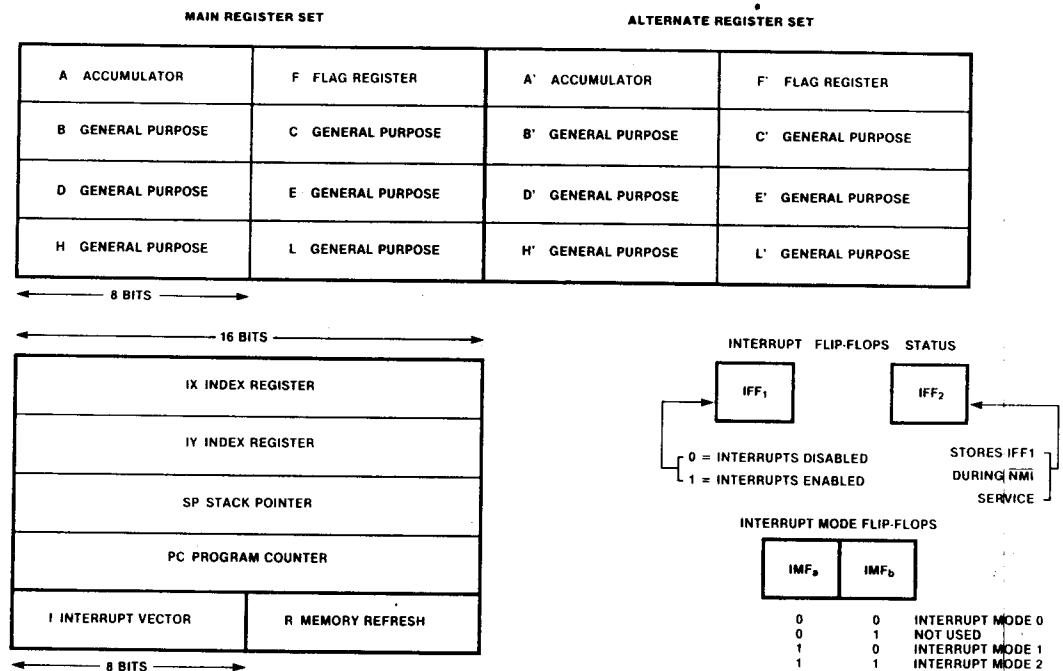 MAIN REGISTER SET
ALTERNATE REGISTER SET
A ACCUMULATOR
F FLAG REGISTER
A' ACCUMULATOR
F' FLAG REGISTER
B GENERAL PURPOSE
C GENERAL PURPOSE
B' GENERAL PURPOSE
C' GENERAL PURPOSE
D GENERAL PURPOSE
E GENERAL PURPOSE
D' GENERAL PURPOSE
E' GENERAL PURPOSE
H GENERAL PURPOSE
L GENERAL PURPOSE
H' GENERAL PURPOSE
L' GENERAL PURPOSE
8 BITS
16 BITS
IX INDEX REGISTER
IY INDEX REGISTER
SP STACK POINTER
PC PROGRAM COUNTER
I INTERRUPT VECTOR
R MEMORY REFRESH
8 BITS
INTERRUPT FLIP-FLOPS STATUS
IFF₁
IFF₂
0 = INTERRUPTS DISABLED
1 = INTERRUPTS ENABLED
STORES IFF1
DURING N̅M̅I̅
SERVICE
INTERRUPT MODE FLIP-FLOPS
IMFₐ
IMFb
0 0 INTERRUPT MODE 0
0 1 NOT USED
1 0 INTERRUPT MODE 1
1 1 INTERRUPT MODE 2